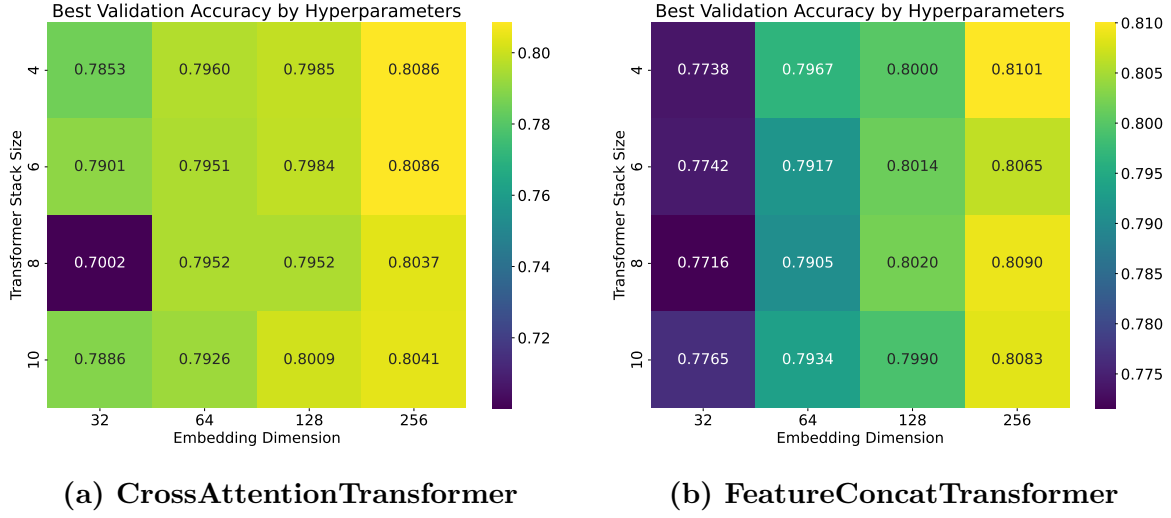 Best Validation Accuracy by Hyperparameters
Transformer Stack Size
4 0.7853 0.7960 0.7985 0.8086
6 0.7901 0.7951 0.7984 0.8086
8 0.7002 0.7952 0.7952 0.8037
10 0.7886 0.7926 0.8009 0.8041
32 64 128 256
Embedding Dimension
0.80
0.78
0.76
0.74
0.72
(a) CrossAttentionTransformer
Best Validation Accuracy by Hyperparameters
Transformer Stack Size
4 0.7738 0.7967 0.8000 0.8101
6 0.7742 0.7917 0.8014 0.8065
8 0.7716 0.7905 0.8020 0.8090
10 0.7765 0.7934 0.7990 0.8083
32 64 128 256
Embedding Dimension
0.810
0.805
0.800
0.795
0.790
0.785
0.780
0.775
(b) FeatureConcatTransformer